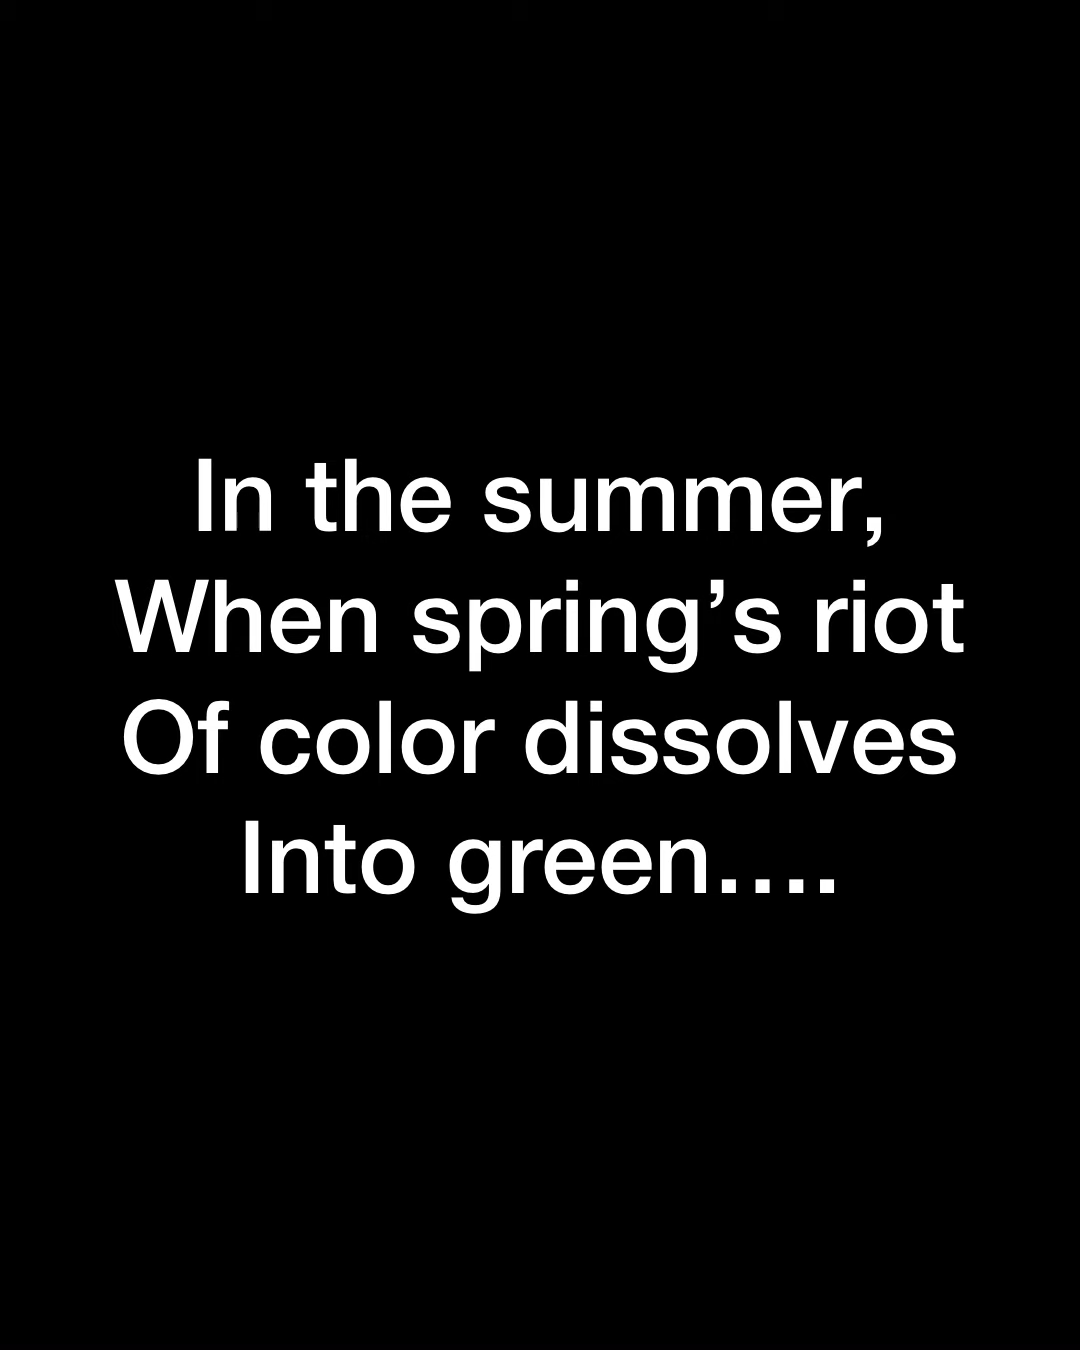 In the summer,
When spring’s riot
Of color dissolves
Into green….